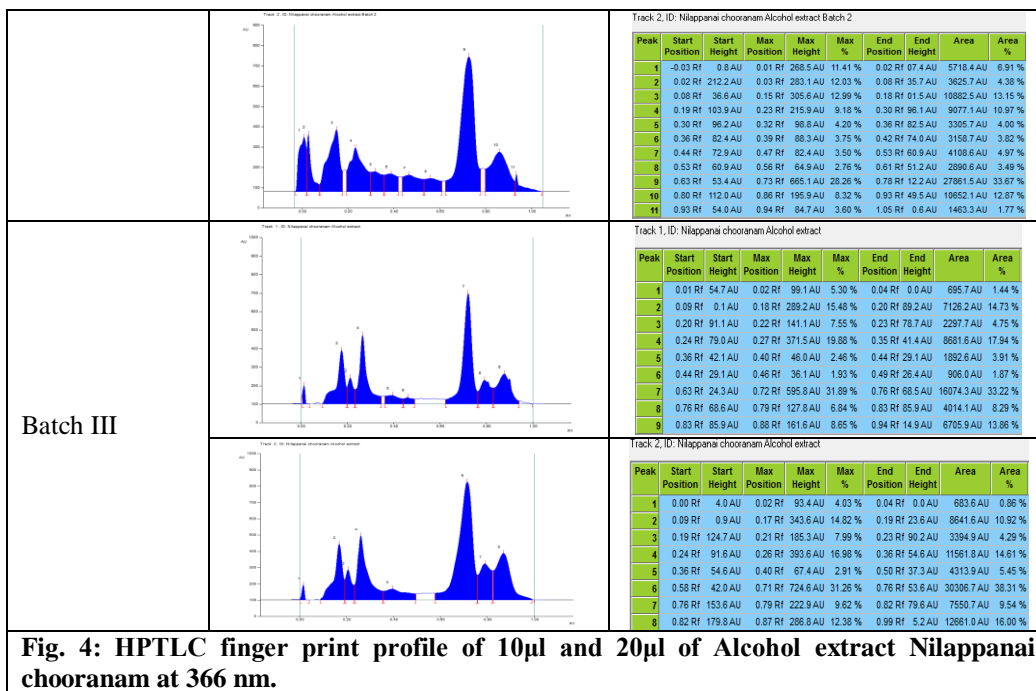 Track 2, ID: Nilappanai chooranam Alcohol extract Batch 2
Track 2, ID: Nilappanai chooranam Alcohol extract Batch 2
Peak Start Position Start Height Max Position Max Height Max % End Position End Height Area Area %
1 -0.03 Rf 0.8 AU 0.01 Rf 268.5 AU 11.41 % 0.02 Rf 07.4 AU 5718.4 AU 6.91 %
2 0.02 Rf 212.2 AU 0.03 Rf 283.1 AU 12.03 % 0.08 Rf 35.7 AU 3625.7 AU 4.38 %
3 0.08 Rf 36.6 AU 0.15 Rf 305.6 AU 12.99 % 0.18 Rf 01.5 AU 10882.5 AU 13.15 %
4 0.19 Rf 103.9 AU 0.23 Rf 215.9 AU 9.18 % 0.30 Rf 96.1 AU 9077.1 AU 10.97 %
5 0.30 Rf 96.2 AU 0.32 Rf 98.8 AU 4.20 % 0.36 Rf 82.5 AU 3305.7 AU 4.00 %
6 0.36 Rf 82.4 AU 0.39 Rf 88.3 AU 3.75 % 0.42 Rf 74.0 AU 3158.7 AU 3.82 %
7 0.44 Rf 72.9 AU 0.47 Rf 82.4 AU 3.50 % 0.53 Rf 60.9 AU 4108.6 AU 4.97 %
8 0.53 Rf 60.9 AU 0.56 Rf 64.9 AU 2.76 % 0.61 Rf 51.2 AU 2890.6 AU 3.49 %
9 0.63 Rf 53.4 AU 0.73 Rf 665.1 AU 28.26 % 0.78 Rf 12.2 AU 27861.5 AU 33.67 %
10 0.80 Rf 112.0 AU 0.86 Rf 195.9 AU 8.32 % 0.93 Rf 49.5 AU 10652.1 AU 12.87 %
11 0.93 Rf 54.0 AU 0.94 Rf 84.7 AU 3.60 % 1.05 Rf 0.6 AU 1463.3 AU 1.77 %
Batch III
Track 1, ID: Nilappanai chooranam Alcohol extract
Track 1, ID: Nilappanai chooranam Alcohol extract
Peak Start Position Start Height Max Position Max Height Max % End Position End Height Area Area %
1 0.01 Rf 54.7 AU 0.02 Rf 99.1 AU 5.30 % 0.04 Rf 0.0 AU 695.7 AU 1.44 %
2 0.09 Rf 0.1 AU 0.18 Rf 289.2 AU 15.48 % 0.20 Rf 89.2 AU 7126.2 AU 14.73 %
3 0.20 Rf 91.1 AU 0.22 Rf 141.1 AU 7.55 % 0.23 Rf 78.7 AU 2297.7 AU 4.75 %
4 0.24 Rf 79.0 AU 0.27 Rf 371.5 AU 19.88 % 0.35 Rf 41.4 AU 8681.6 AU 17.94 %
5 0.36 Rf 42.1 AU 0.40 Rf 46.0 AU 2.46 % 0.44 Rf 29.1 AU 1892.6 AU 3.91 %
6 0.44 Rf 29.1 AU 0.46 Rf 36.1 AU 1.93 % 0.49 Rf 26.4 AU 906.0 AU 1.87 %
7 0.63 Rf 24.3 AU 0.72 Rf 595.8 AU 31.89 % 0.76 Rf 68.5 AU 16074.3 AU 33.22 %
8 0.76 Rf 68.6 AU 0.79 Rf 127.8 AU 6.84 % 0.83 Rf 85.9 AU 4014.1 AU 8.29 %
9 0.83 Rf 85.9 AU 0.88 Rf 161.6 AU 8.65 % 0.94 Rf 14.9 AU 6705.9 AU 13.86 %
Track 2, ID: Nilappanai chooranam Alcohol extract
Track 2, ID: Nilappanai chooranam Alcohol extract
Peak Start Position Start Height Max Position Max Height Max % End Position End Height Area Area %
1 0.00 Rf 4.0 AU 0.02 Rf 93.4 AU 4.03 % 0.04 Rf 0.0 AU 683.6 AU 0.86 %
2 0.09 Rf 0.9 AU 0.17 Rf 343.6 AU 14.82 % 0.19 Rf 23.6 AU 8641.6 AU 10.92 %
3 0.19 Rf 124.7 AU 0.21 Rf 185.3 AU 7.99 % 0.23 Rf 90.2 AU 3394.9 AU 4.29 %
4 0.24 Rf 91.6 AU 0.26 Rf 393.6 AU 16.98 % 0.36 Rf 54.6 AU 11561.8 AU 14.61 %
5 0.36 Rf 54.6 AU 0.40 Rf 67.4 AU 2.91 % 0.50 Rf 37.3 AU 4313.9 AU 5.45 %
6 0.58 Rf 42.0 AU 0.71 Rf 724.6 AU 31.26 % 0.76 Rf 53.6 AU 30306.7 AU 38.31 %
7 0.76 Rf 153.6 AU 0.79 Rf 222.9 AU 9.62 % 0.82 Rf 79.6 AU 7550.7 AU 9.54 %
8 0.82 Rf 179.8 AU 0.87 Rf 286.8 AU 12.38 % 0.99 Rf 5.2 AU 12661.0 AU 16.00 %
Fig. 4: HPTLC finger print profile of 10µl and 20µl of Alcohol extract Nilappanai
chooranam at 366 nm.